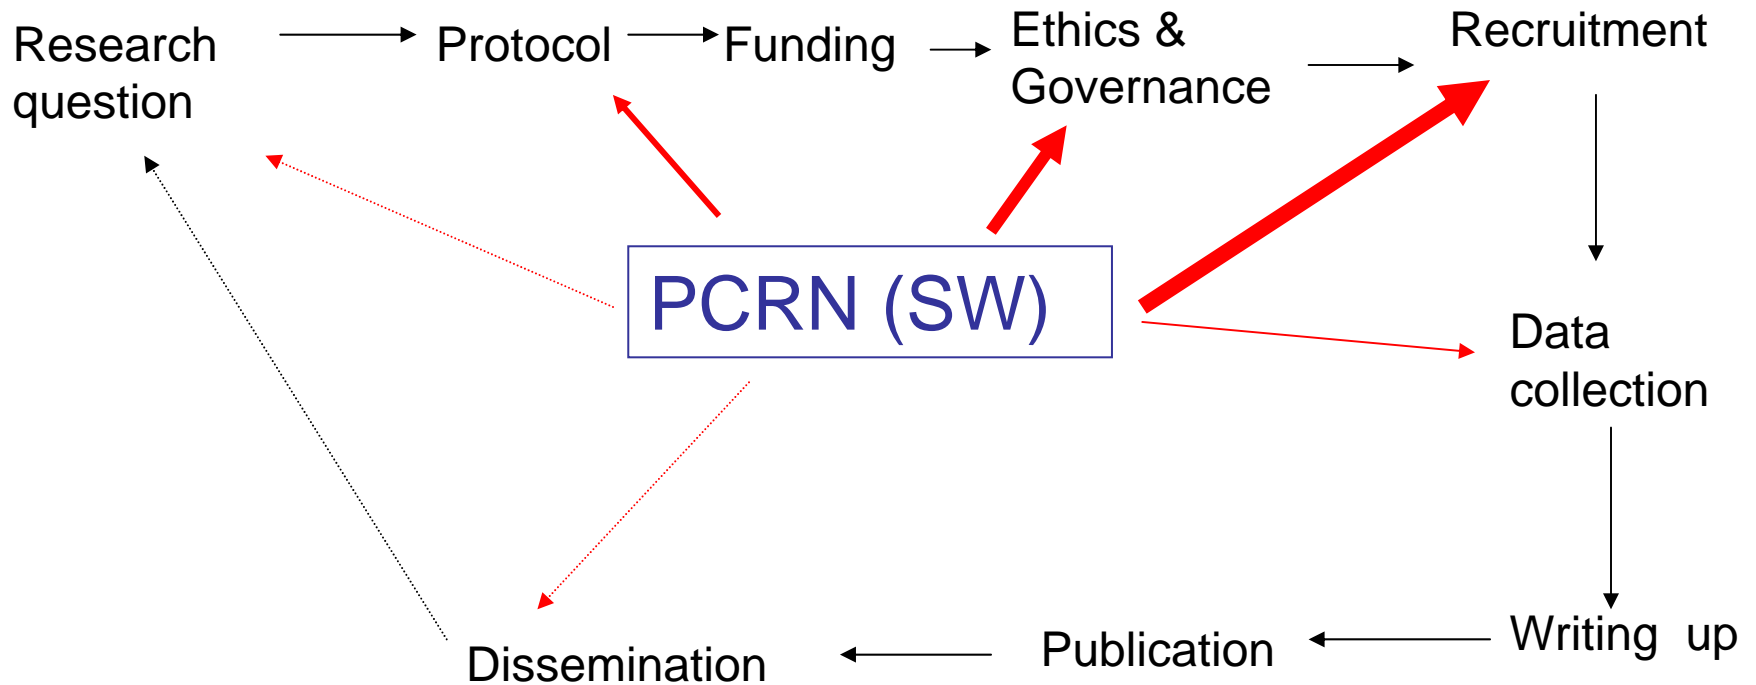 Research
question
Protocol
Funding
Ethics &
Governance
Recruitment
PCRN (SW)
Data
collection
Writing up
Publication
Dissemination